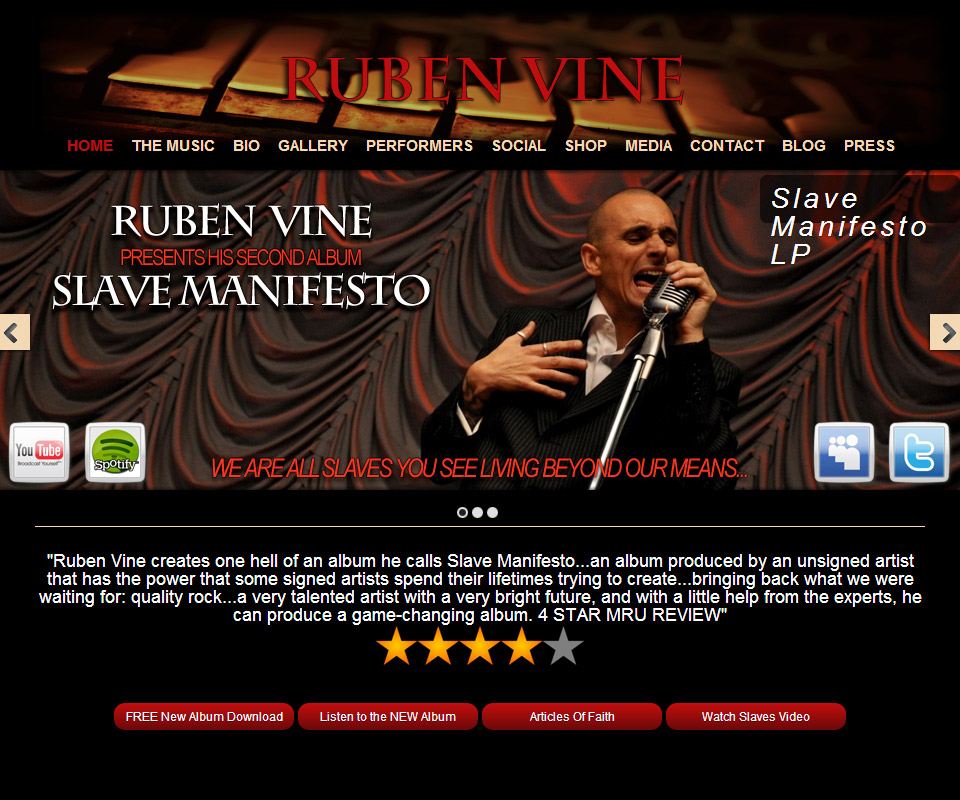 RUBEN VINE
HOME THE MUSIC BIO GALLERY PERFORMERS SOCIAL SHOP MEDIA CONTACT BLOG PRESS
Slave
Manifesto
LP
RUBEN VINE
PRESENTS HIS SECOND ALBUM
SLAVE MANIFESTO
You Tube
Broadcast Yourself™
Spotify
WE ARE ALL SLAVES YOU SEE LIVING BEYOND OUR MEANS...
"Ruben Vine creates one hell of an album he calls Slave Manifesto...an album produced by an unsigned artist
that has the power that some signed artists spend their lifetimes trying to create...bringing back what we were
waiting for: quality rock...a very talented artist with a very bright future, and with a little help from the experts, he
can produce a game-changing album. 4 STAR MRU REVIEW"
FREE New Album Download Listen to the NEW Album Articles Of Faith Watch Slaves Video